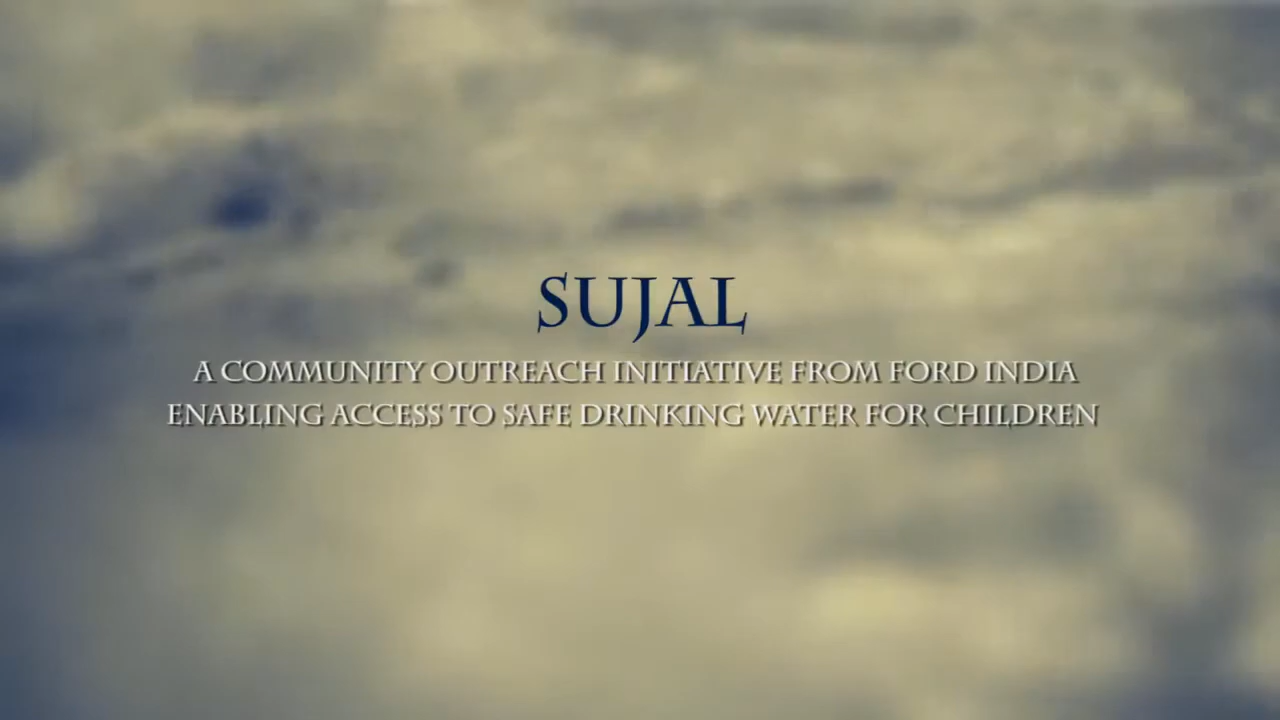 SUJAL
A COMMUNITY OUTREACH INITIATIVE FROM FORD INDIA
ENABLING ACCESS TO SAFE DRINKING WATER FOR CHILDREN